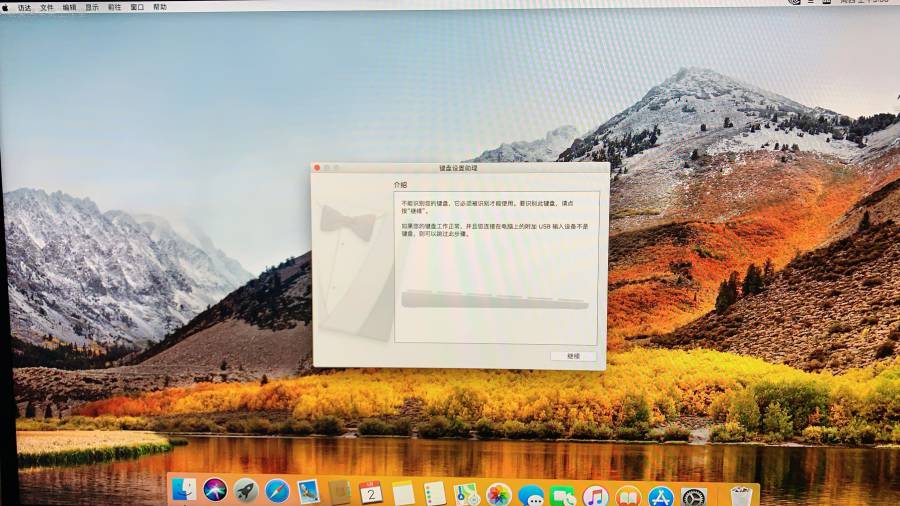 访达 文件 编辑 显示 前往 窗口 帮助
键盘设置助理
介绍
不能识别您的键盘，它必须被识别才能使用。要识别此键盘，请点
按“继续”。
如果您的键盘工作正常，并且您连接在电脑上的附加 USB 输入设备不是
键盘，则可以跳过此步骤。
继续
2